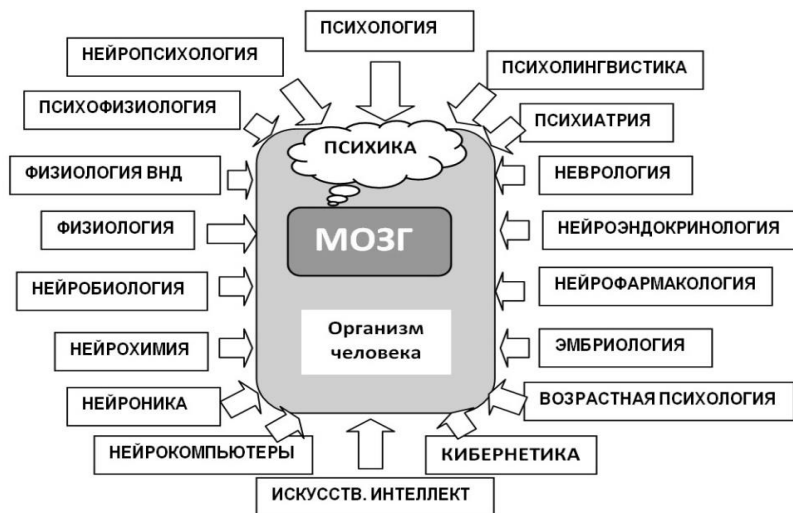 ПСИХОЛОГИЯ
НЕЙРОПСИХОЛОГИЯ
ПСИХОЛИНГВИСТИКА
ПСИХОФИЗИОЛОГИЯ
ПСИХИАТРИЯ
ПСИХИКА
ФИЗИОЛОГИЯ ВНД
НЕВРОЛОГИЯ
ФИЗИОЛОГИЯ
МОЗГ
НЕЙРОЭНДОКРИНОЛОГИЯ
НЕЙРОБИОЛОГИЯ
НЕЙРОФАРМАКОЛОГИЯ
Организм
человека
НЕЙРОХИМИЯ
ЭМБРИОЛОГИЯ
НЕЙРОНИКА
ВОЗРАСТНАЯ ПСИХОЛОГИЯ
НЕЙРОКОМПЬЮТЕРЫ
КИБЕРНЕТИКА
ИСКУССТВ. ИНТЕЛЛЕКТ